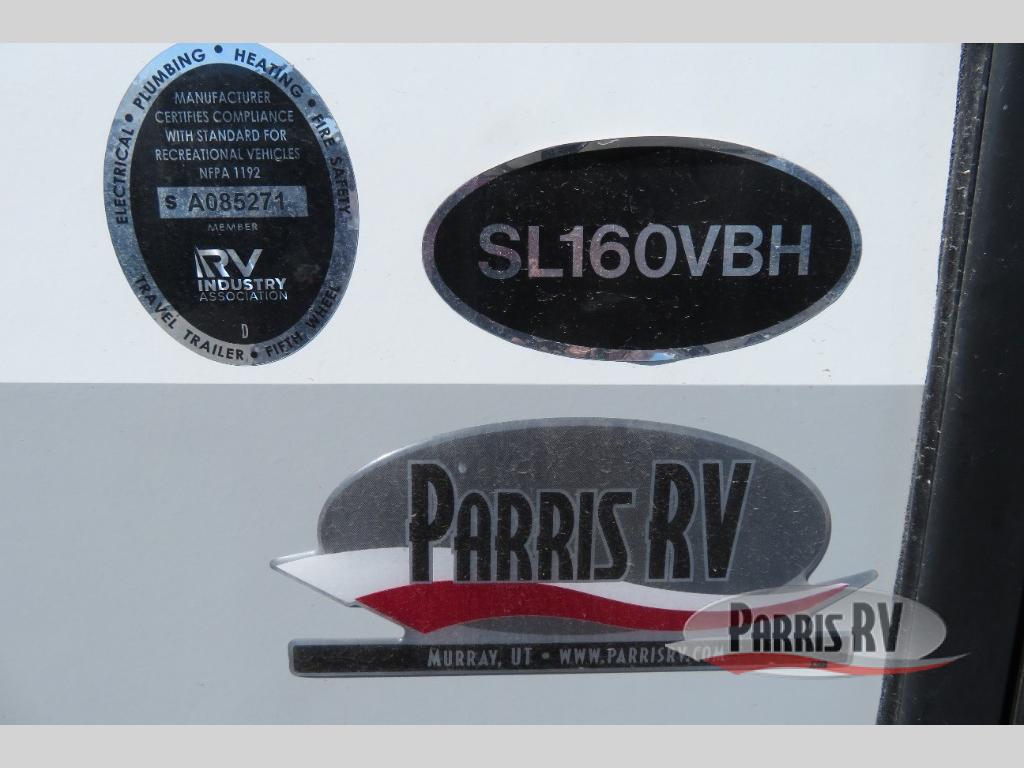 ELECTRICAL • PLUMBING • HEATING • FIRE SAFETY
MANUFACTURER
CERTIFIES COMPLIANCE
WITH STANDARD FOR
RECREATIONAL VEHICLES
NFPA 1192
S A085271
MEMBER
RV
INDUSTRY
ASSOCIATION
D
TRAVEL TRAILER • FIFTH WHEEL
SL160VBH
PARRIS RV
MURRAY, UT • WWW.PARRISRV.COM
PARRIS RV
.COM